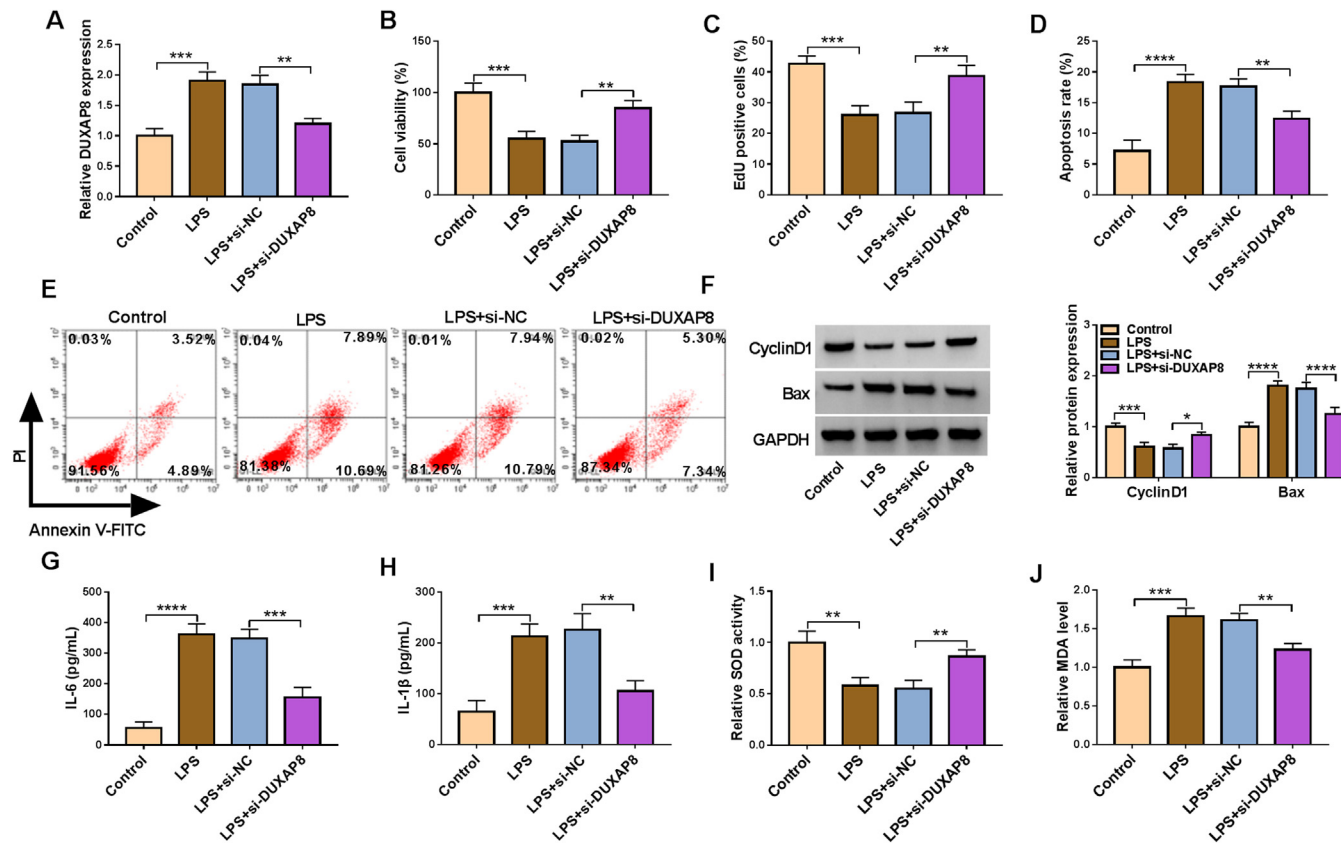 A
Relative DUXAP8 expression
2.5
2.0
1.5
1.0
0.5
0.0
***
**
Control
LPS
LPS+si-NC
LPS+si-DUXAP8
B
Cell viability (%)
150
100
50
0
***
**
Control
LPS
LPS+si-NC
LPS+si-DUXAP8
C
EdU positive cells (%)
50
40
30
20
10
0
***
**
Control
LPS
LPS+si-NC
LPS+si-DUXAP8
D
Apoptosis rate (%)
25
20
15
10
5
0
****
**
Control
LPS
LPS+si-NC
LPS+si-DUXAP8
E
Control
0.03% 3.52%
91.56% 4.89%
LPS
0.04% 7.89%
81.38% 10.69%
LPS+si-NC
0.01% 7.94%
81.26% 10.79%
LPS+si-DUXAP8
0.02% 5.30%
87.34% 7.34%
PI
Annexin V-FITC
F
CyclinD1
Bax
GAPDH
Control
LPS
LPS+si-NC
LPS+si-DUXAP8
Relative protein expression
2.5
2.0
1.5
1.0
0.5
0.0
Control
LPS
LPS+si-NC
LPS+si-DUXAP8
***
*
****
****
CyclinD1
Bax
G
IL-6 (pg/mL)
500
400
300
200
100
0
****
***
Control
LPS
LPS+si-NC
LPS+si-DUXAP8
H
IL-1β (pg/mL)
300
200
100
0
***
**
Control
LPS
LPS+si-NC
LPS+si-DUXAP8
I
Relative SOD activity
1.5
1.0
0.5
0.0
**
**
Control
LPS
LPS+si-NC
LPS+si-DUXAP8
J
Relative MDA level
2.0
1.5
1.0
0.5
0.0
***
**
Control
LPS
LPS+si-NC
LPS+si-DUXAP8